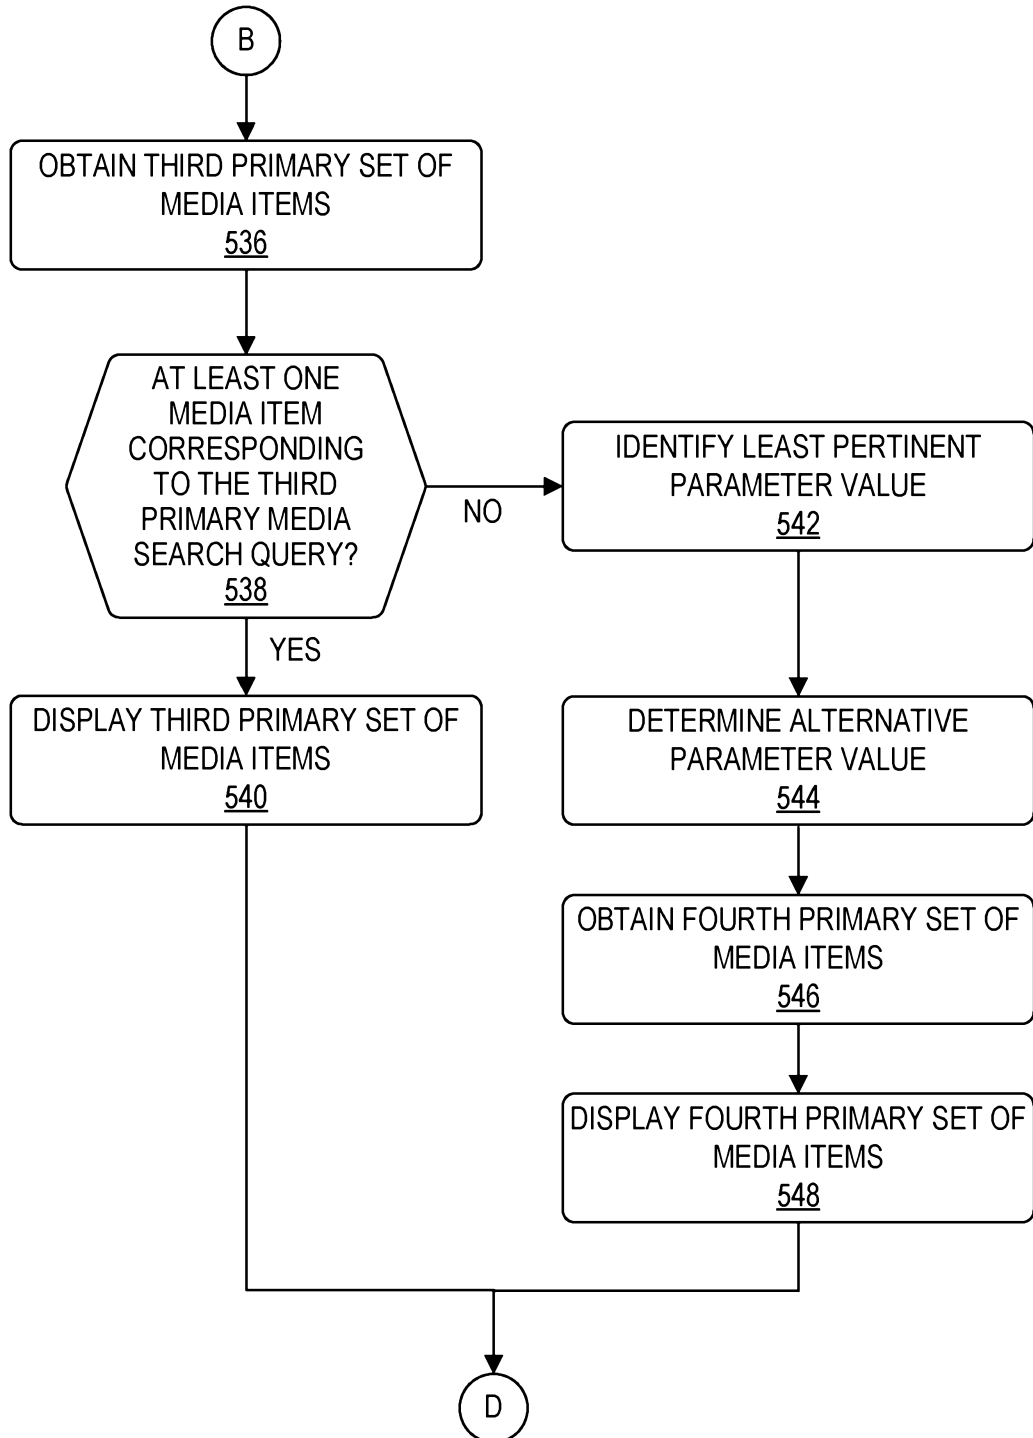 B
OBTAIN THIRD PRIMARY SET OF
MEDIA ITEMS
536
AT LEAST ONE
MEDIA ITEM
CORRESPONDING
TO THE THIRD
PRIMARY MEDIA
SEARCH QUERY?
538
NO
YES
IDENTIFY LEAST PERTINENT
PARAMETER VALUE
542
DISPLAY THIRD PRIMARY SET OF
MEDIA ITEMS
540
DETERMINE ALTERNATIVE
PARAMETER VALUE
544
OBTAIN FOURTH PRIMARY SET OF
MEDIA ITEMS
546
DISPLAY FOURTH PRIMARY SET OF
MEDIA ITEMS
548
D